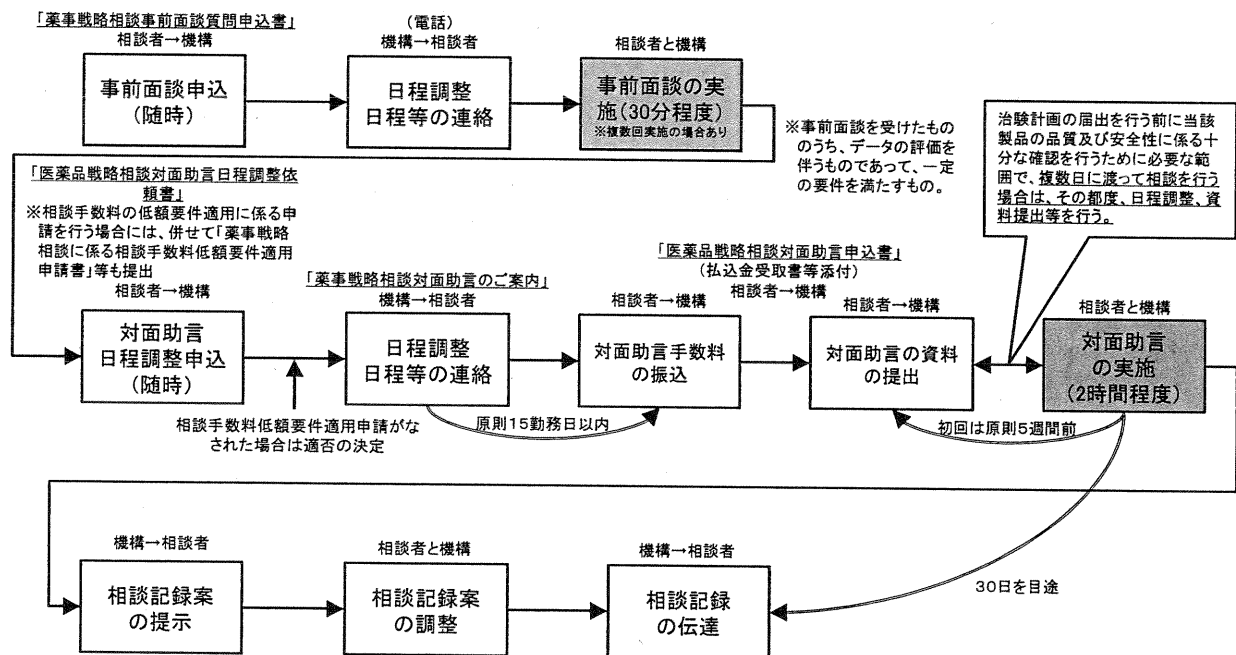 「薬事戦略相談事前面談質問申込書」
相談者→機構
事前面談申込
(随時)
(電話)
機構→相談者
日程調整
日程等の連絡
相談者と機構
事前面談の実
施(30分程度)
※複数回実施の場合あり
※事前面談を受けたもの
のうち、データの評価を
伴うものであって、一定
の要件を満たすもの。
治験計画の届出を行う前に当該
製品の品質及び安全性に係る十
分な確認を行うために必要な範
囲で、複数日に渡って相談を行う
場合は、その都度、日程調整、資
料提出等を行う。
「医薬品戦略相談対面助言日程調整依
頼書」
※相談手数料の低額要件適用に係る申
請を行う場合には、併せて「薬事戦略
相談に係る相談手数料低額要件適用
申請書」等も提出
相談者→機構
対面助言
日程調整申込
(随時)
相談手数料低額要件適用申請がな
された場合は適否の決定
「薬事戦略相談対面助言のご案内」
機構→相談者
日程調整
日程等の連絡
原則15勤務日以内
「医薬品戦略相談対面助言申込書」
(払込金受取書等添付)
相談者→機構
相談者→機構
対面助言手数料
の振込
相談者→機構
対面助言の資料
の提出
相談者と機構
対面助言
の実施
(2時間程度)
初回は原則5週間前
機構→相談者
相談記録案
の提示
相談者と機構
相談記録案
の調整
機構→相談者
相談記録
の伝達
30日を目途